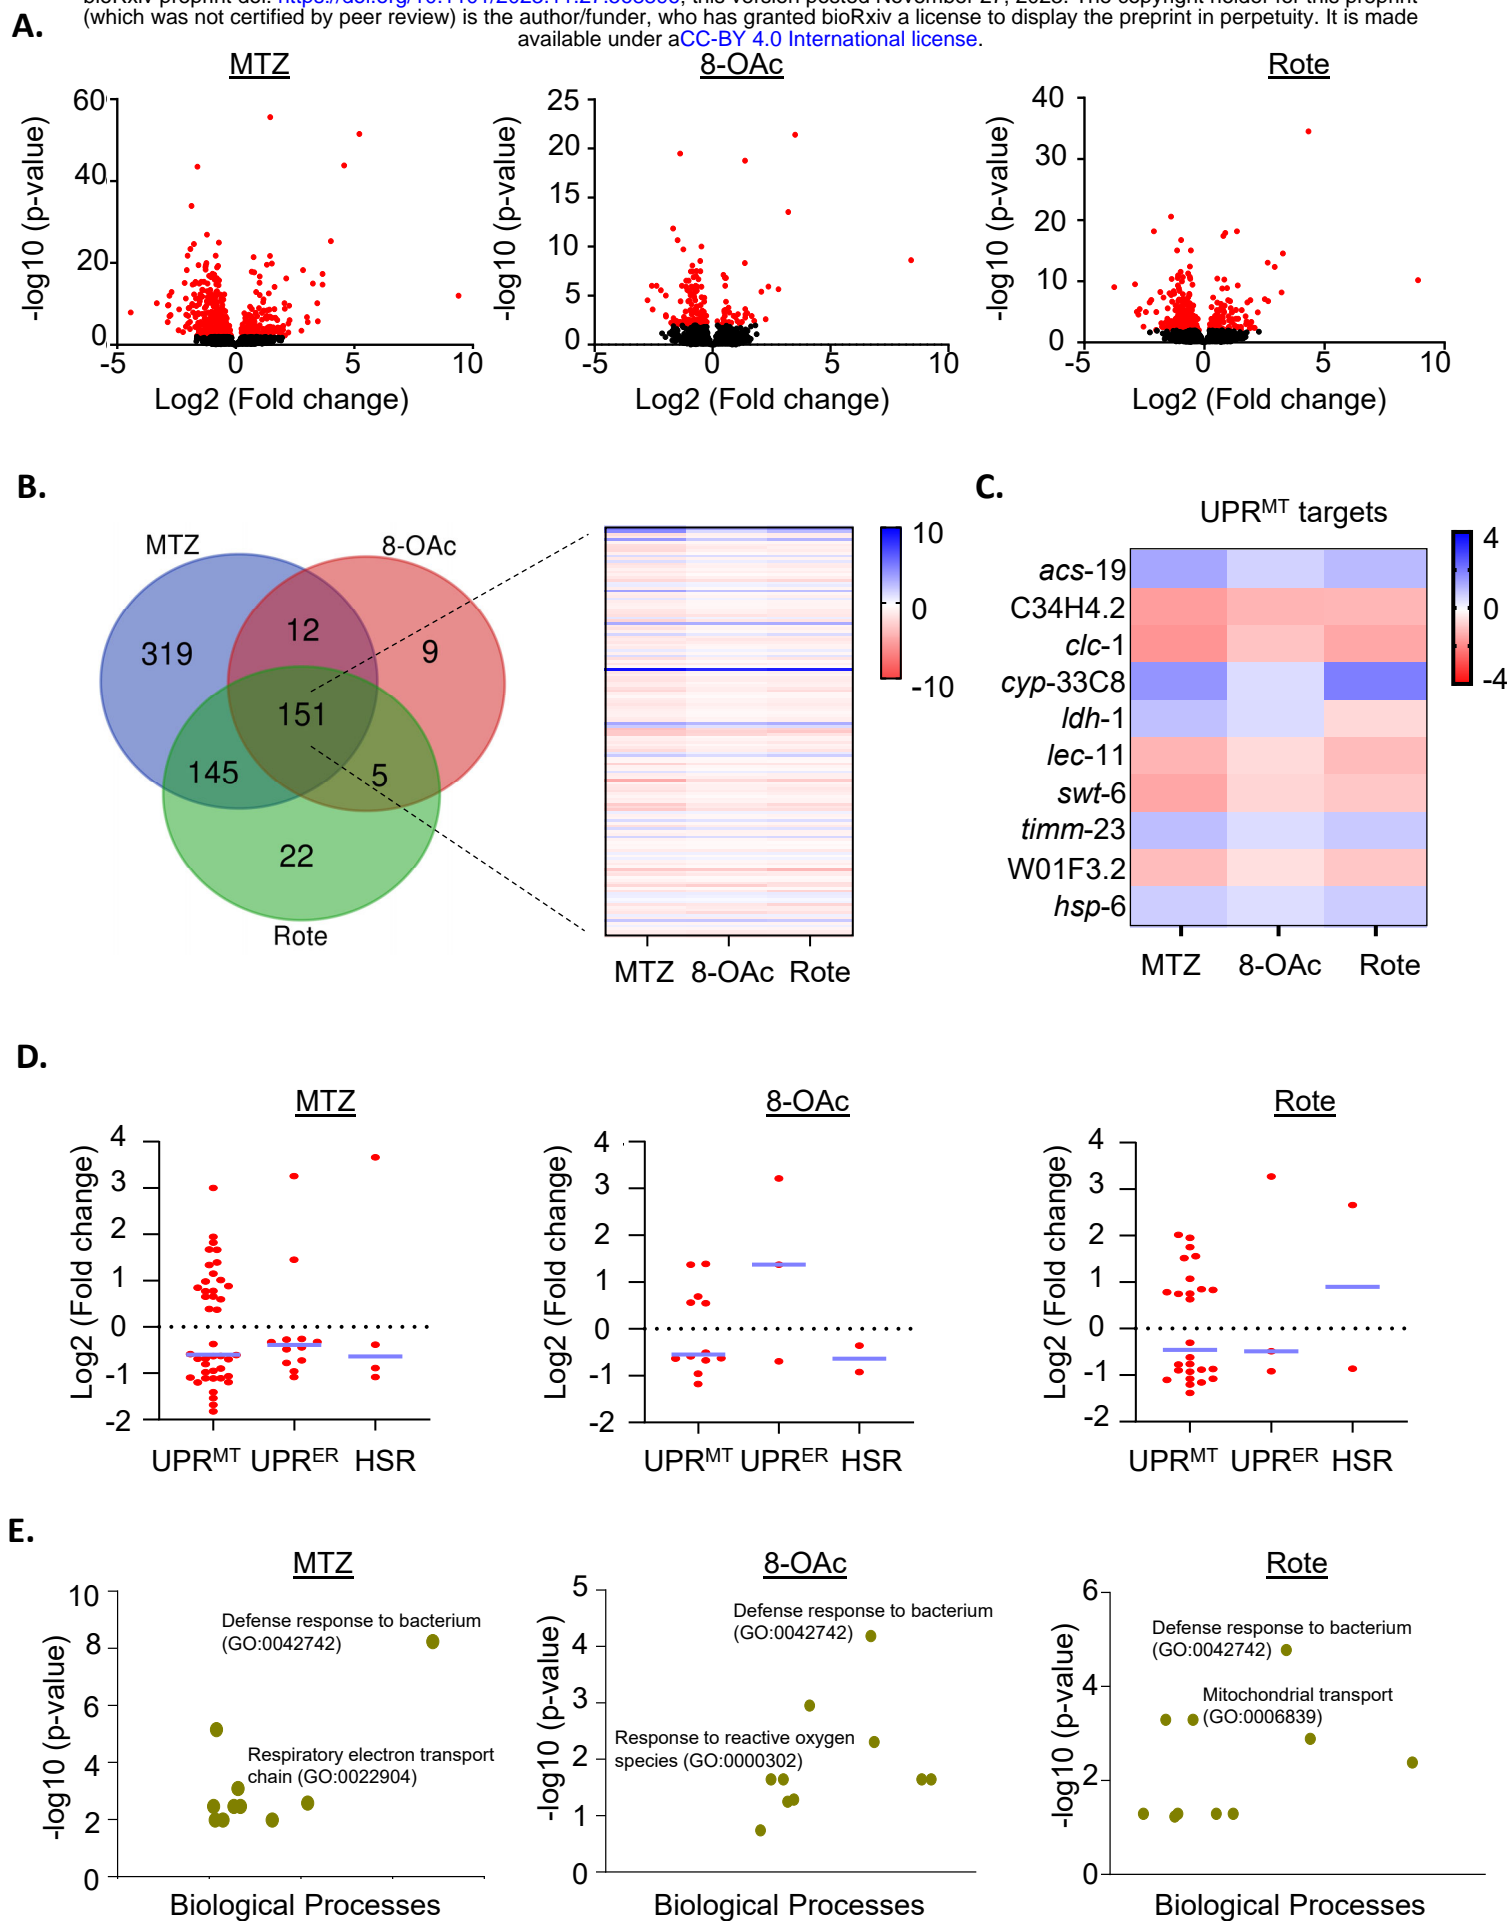 (which was not certified by peer review) is the author/funder, who has granted bioRxiv a license to display the preprint in perpetuity. It is made
available under aCC-BY 4.0 International license.
A.
MTZ
8-OAc
Rote
-log10 (p-value)
60
40
20
0
-5
0
5
10
Log2 (Fold change)
-log10 (p-value)
25
20
15
10
5
0
-5
0
5
10
Log2 (Fold change)
-log10 (p-value)
40
30
20
10
0
-5
0
5
10
Log2 (Fold change)
B.
MTZ
8-OAc
319
12
9
151
145
5
22
Rote
10
0
-10
MTZ 8-OAc Rote
C.
UPRMT targets
acs-19
C34H4.2
clc-1
cyp-33C8
ldh-1
lec-11
swt-6
timm-23
W01F3.2
hsp-6
4
0
-4
MTZ 8-OAc Rote
D.
MTZ
Log2 (Fold change)
4
3
2
1
0
-1
-2
UPRMT UPRER HSR
8-OAc
Log2 (Fold change)
4
3
2
1
0
-1
-2
UPRMT UPRER HSR
Rote
Log2 (Fold change)
4
3
2
1
0
-1
-2
UPRMT UPRER HSR
E.
MTZ
-log10 (p-value)
10
8
6
4
2
0
Defense response to bacterium
(GO:0042742)
Respiratory electron transport
chain (GO:0022904)
Biological Processes
8-OAc
-log10 (p-value)
5
4
3
2
1
0
Defense response to bacterium
(GO:0042742)
Response to reactive oxygen
species (GO:0000302)
Biological Processes
Rote
-log10 (p-value)
6
4
2
0
Defense response to bacterium
(GO:0042742)
Mitochondrial transport
(GO:0006839)
Biological Processes